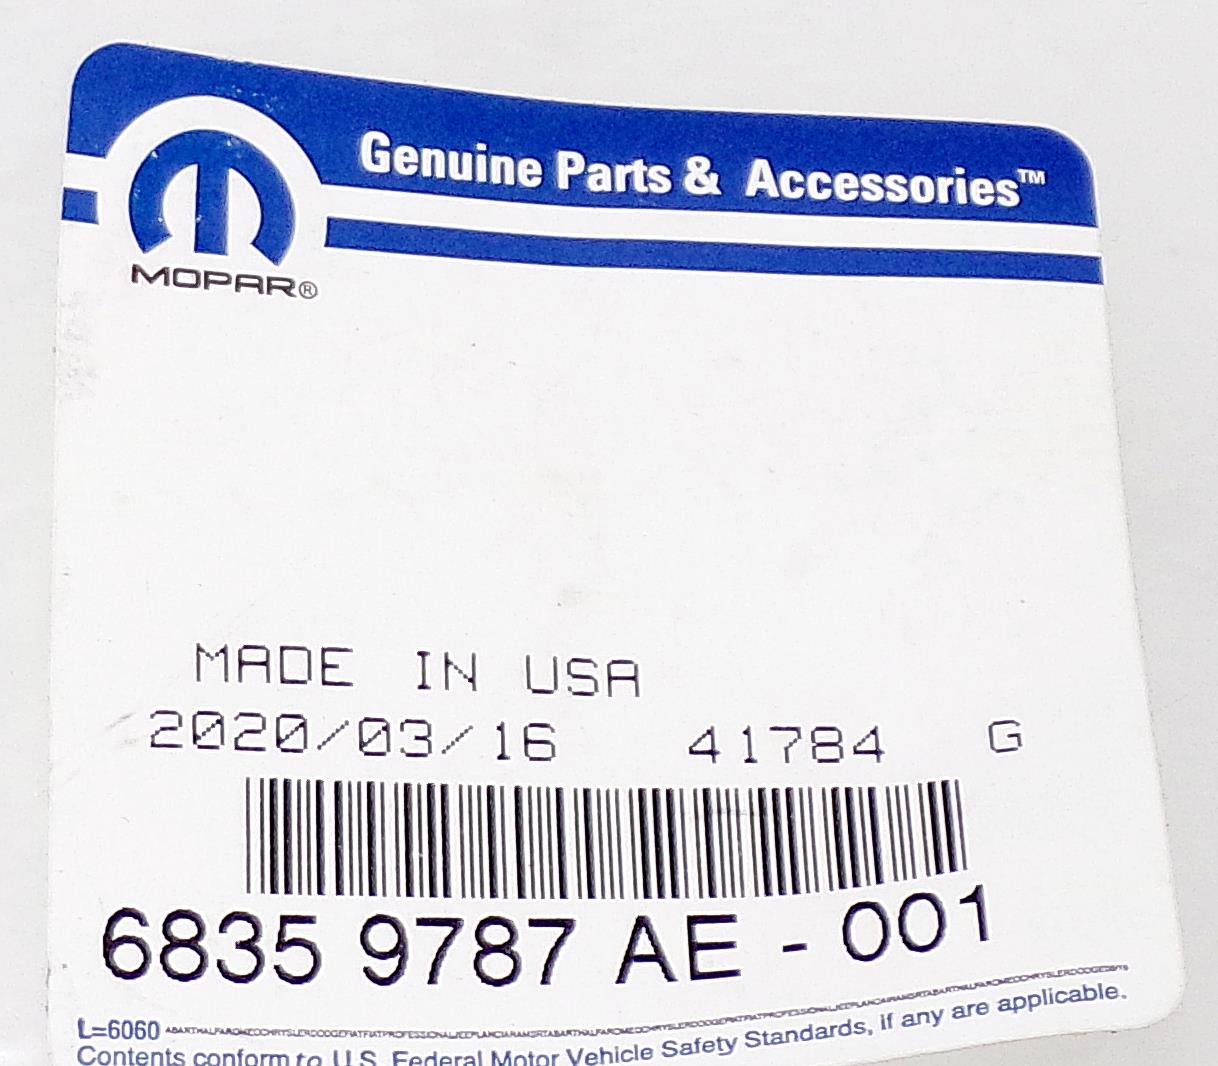 Genuine Parts & Accessories™
MOPAR®
MADE IN USA
2020/03/16 41784 G
6835 9787 AE - 001
L=6060
Contents conform to U.S. Federal Motor Vehicle Safety Standards, if any are applicable.